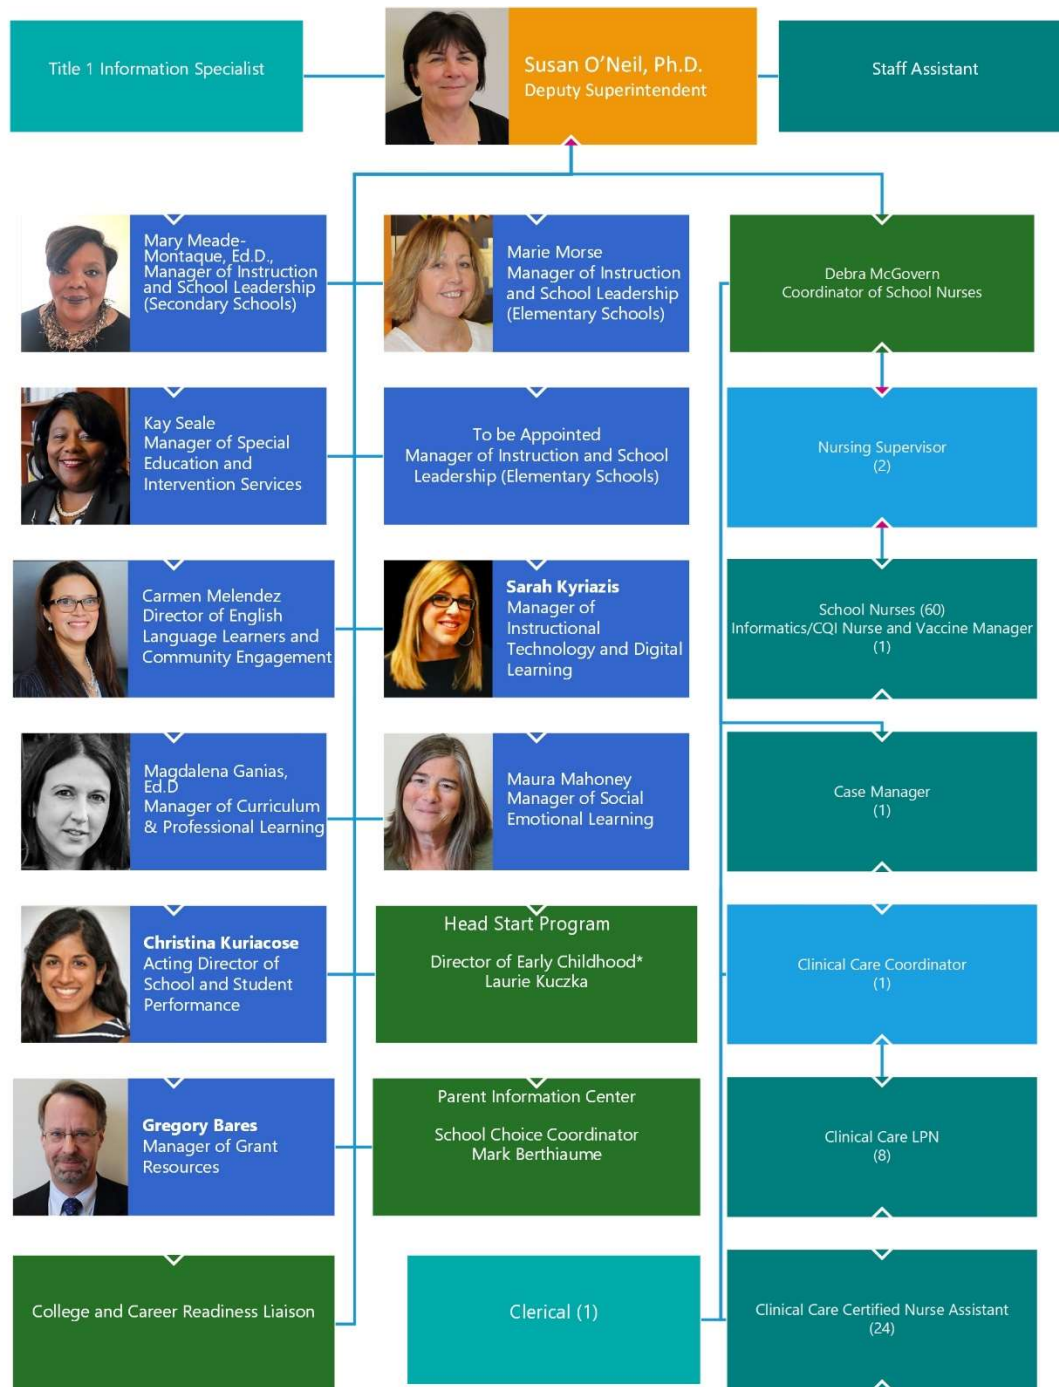 Title 1 Information Specialist
Susan O'Neil, Ph.D.
Deputy Superintendent
Staff Assistant
Mary Meade-
Montaque, Ed.D.,
Manager of Instruction
and School Leadership
(Secondary Schools)
Marie Morse
Manager of Instruction
and School Leadership
(Elementary Schools)
Debra McGovern
Coordinator of School Nurses
Kay Seale
Manager of Special
Education and
Intervention Services
To be Appointed
Manager of Instruction and School
Leadership (Elementary Schools)
Nursing Supervisor
(2)
Carmen Melendez
Director of English
Language Learners and
Community Engagement
Sarah Kyriazis
Manager of
Instructional
Technology and Digital
Learning
School Nurses (60)
Informatics/CQI Nurse and Vaccine Manager
(1)
Magdalena Ganias,
Ed.D
Manager of Curriculum
& Professional Learning
Maura Mahoney
Manager of Social
Emotional Learning
Case Manager
(1)
Christina Kuriacose
Acting Director of
School and Student
Performance
Head Start Program
Director of Early Childhood*
Laurie Kuczka
Clinical Care Coordinator
(1)
Gregory Bares
Manager of Grant
Resources
Parent Information Center
School Choice Coordinator
Mark Berthiaume
Clinical Care LPN
(8)
College and Career Readiness Liaison
Clerical (1)
Clinical Care Certified Nurse Assistant
(24)